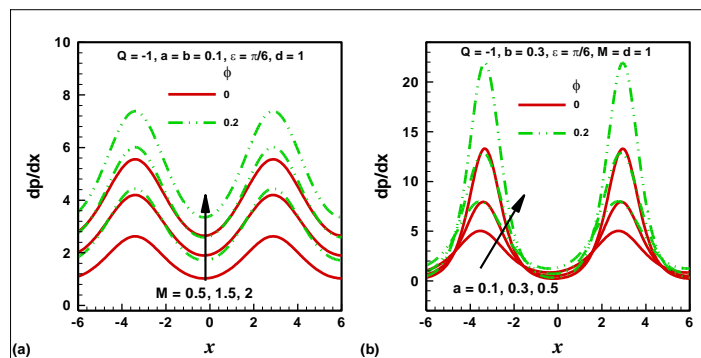 Q = -1, a = b = 0.1, ε = π/6, d = 1
ϕ
0
0.2
M = 0.5, 1.5, 2
dp/dx
10
8
6
4
2
0
-6 -4 -2 0 2 4 6
x
(a)
Q = -1, b = 0.3, ε = π/6, M = d = 1
ϕ
0
0.2
a = 0.1, 0.3, 0.5
dp/dx
20
15
10
5
0
-6 -4 -2 0 2 4 6
x
(b)